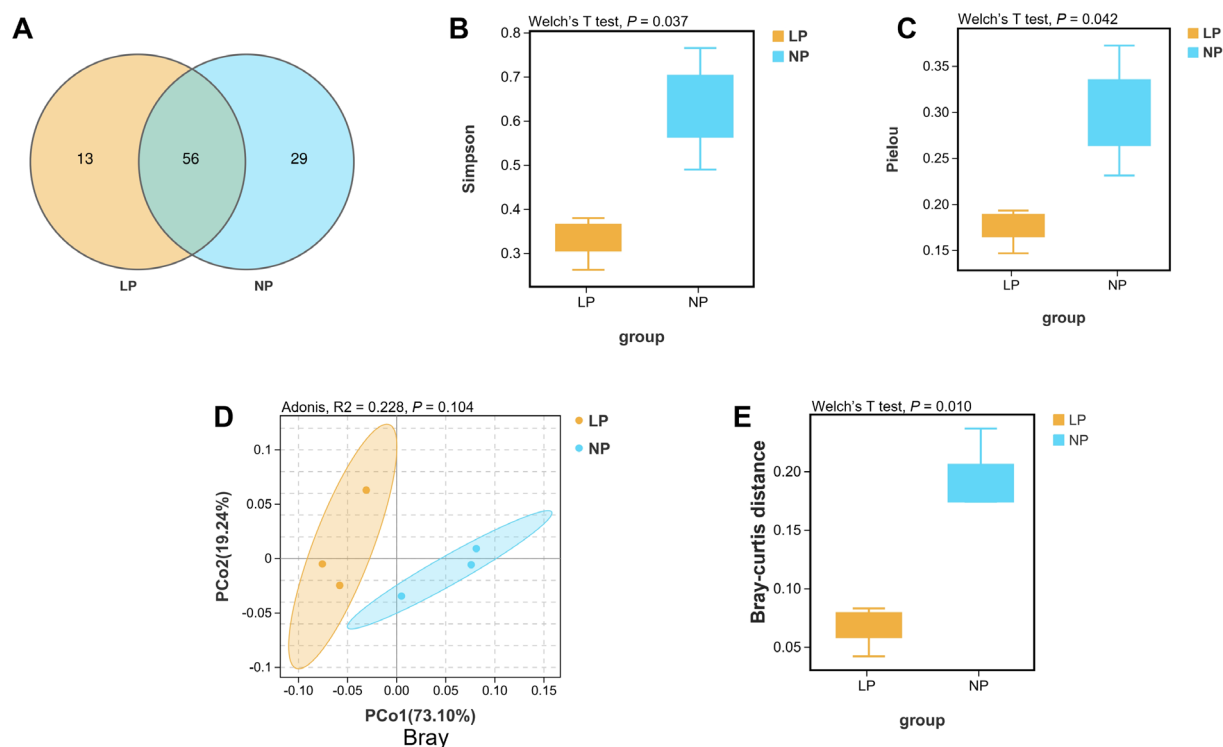 A
13
56
29
LP
NP
B
Welch's T test, P = 0.037
LP
NP
0.8
0.7
0.6
0.5
0.4
0.3
Simpson
LP
NP
group
C
Welch's T test, P = 0.042
LP
NP
0.35
0.30
0.25
0.20
0.15
Pielou
LP
NP
group
D
Adonis, R2 = 0.228, P = 0.104
LP
NP
0.1
0.05
0
-0.05
-0.1
PCo2(19.24%)
-0.10
-0.05
0.00
0.05
0.10
0.15
PCo1(73.10%)
Bray
E
Welch's T test, P = 0.010
LP
NP
0.20
0.15
0.10
0.05
Bray-curtis distance
LP
NP
group